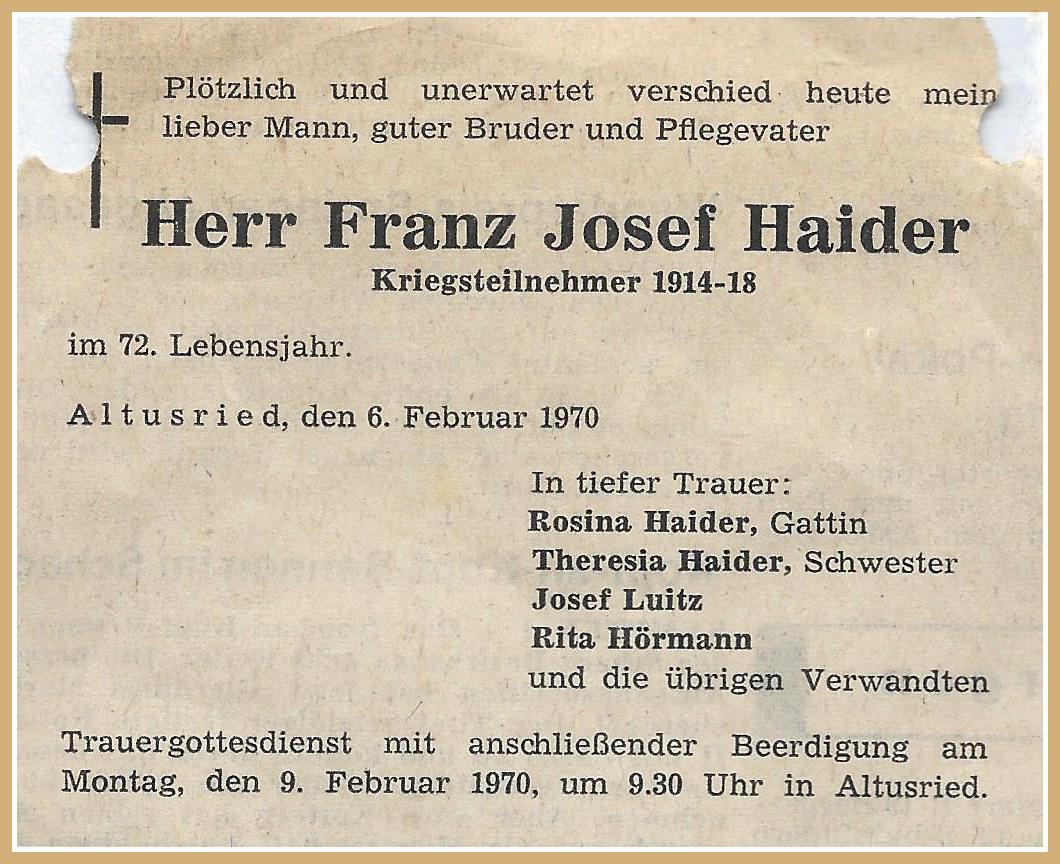 Plötzlich und unerwartet verschied heute mein
lieber Mann, guter Bruder und Pflegevater
Herr Franz Josef Haider
Kriegsteilnehmer 1914-18
im 72. Lebensjahr.
Altusried, den 6. Februar 1970
In tiefer Trauer:
Rosina Haider, Gattin
Theresia Haider, Schwester
Josef Luitz
Rita Hörmann
und die übrigen Verwandten
Trauergottesdienst mit anschließender Beerdigung am
Montag, den 9. Februar 1970, um 9.30 Uhr in Altusried.